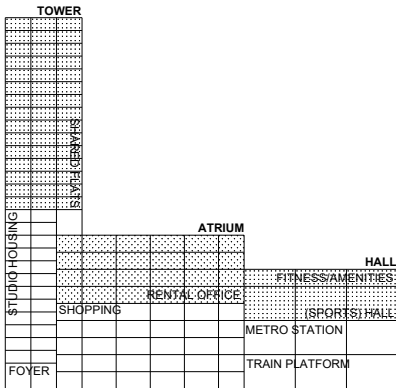 TOWER
SHARED FLATS
STUDIO HOUSING
ATRIUM
RENTAL OFFICE
SHOPPING
HALL
FITNESS/AMENITIES
(SPORTS) HALL
METRO STATION
TRAIN PLATFORM
FOYER